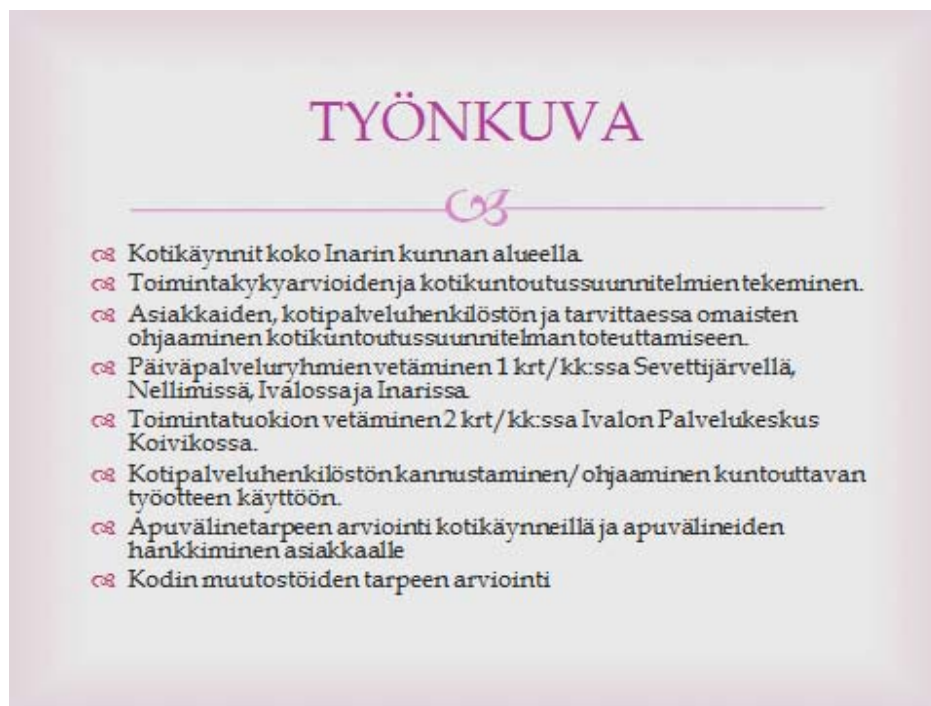 TYÖNKUVA
Kotikäynnit koko Inarin kunnan alueella.
Toimintakykyarvioiden ja kotikuntoutussuunnitelmien tekeminen.
Asiakkaiden, kotipalveluhenkilöstön ja tarvittaessa omaisten
ohjaaminen kotikuntoutussuunnitelman toteuttamiseen.
Päiväpalveluryhmien vetäminen 1 krt/kk:ssa Sevettijärvellä,
Nellimissä, Ivalossa ja Inarissa.
Toimintatuokion vetäminen 2 krt/kk:ssa Ivalon Palvelukeskus
Koivikossa.
Kotipalveluhenkilöstön kannustaminen/ohjaaminen kuntouttavan
työotteen käyttöön.
Apuvälinetarpeen arviointi kotikäynneillä ja apuvälineiden
hankkiminen asiakkaalle
Kodin muutostöiden tarpeen arviointi